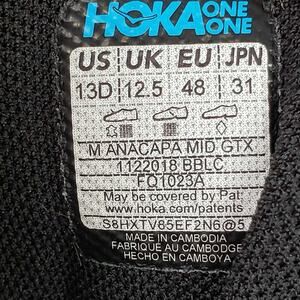 HOKA ONE ONE
US UK EU JPN
13D 12.5 48 31
M ANACAPA MID GTX
1122018 BBLC
FQ1023A
May be covered by Pat:
www.hoka.com/patents
S8HXTV65EF2N6@5
MADE IN CAMBODIA
FABRIQUÉ AU CAMBODGE
HECHO EN CAMBOYA